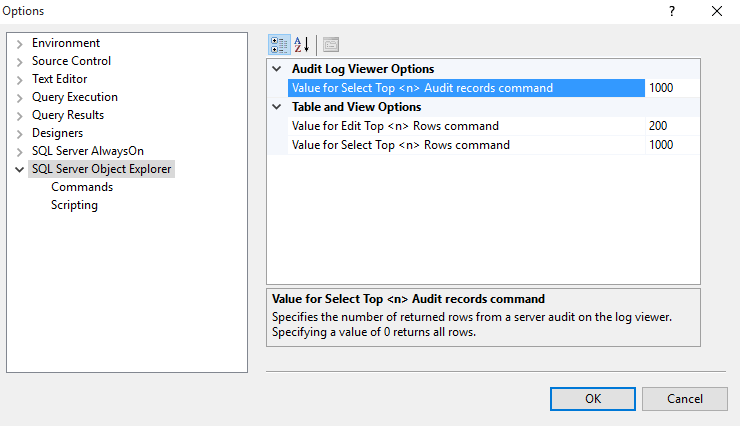 Options
?
Environment
Source Control
Text Editor
Query Execution
Query Results
Designers
SQL Server AlwaysOn
SQL Server Object Explorer
Commands
Scripting
A
Z
Audit Log Viewer Options
Value for Select Top <n> Audit records command 1000
Table and View Options
Value for Edit Top <n> Rows command 200
Value for Select Top <n> Rows command 1000
Value for Select Top <n> Audit records command
Specifies the number of returned rows from a server audit on the log viewer.
Specifying a value of 0 returns all rows.
OK Cancel